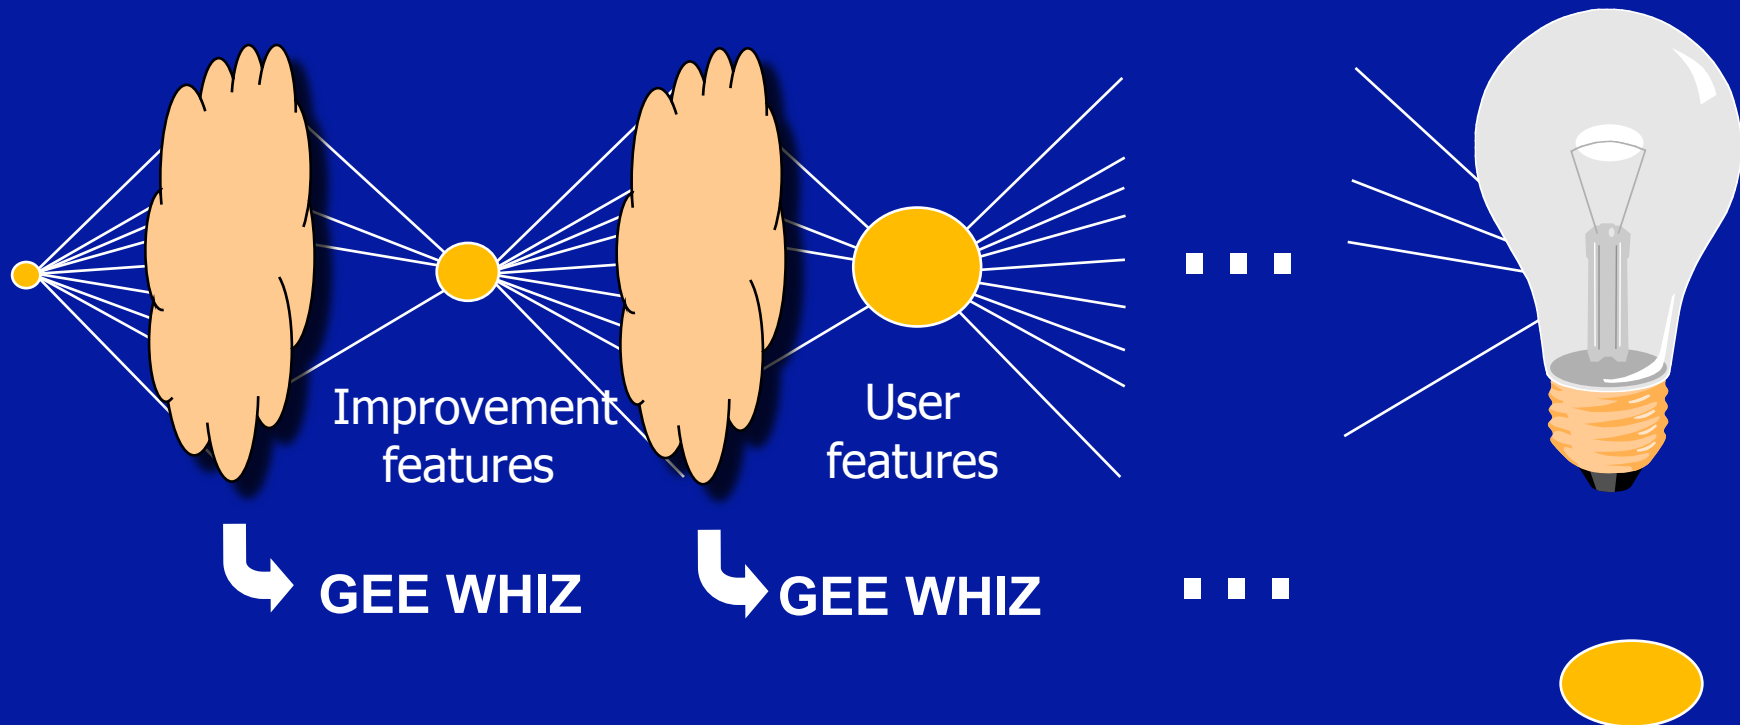 Improvement
features
User
features
GEE WHIZ
GEE WHIZ